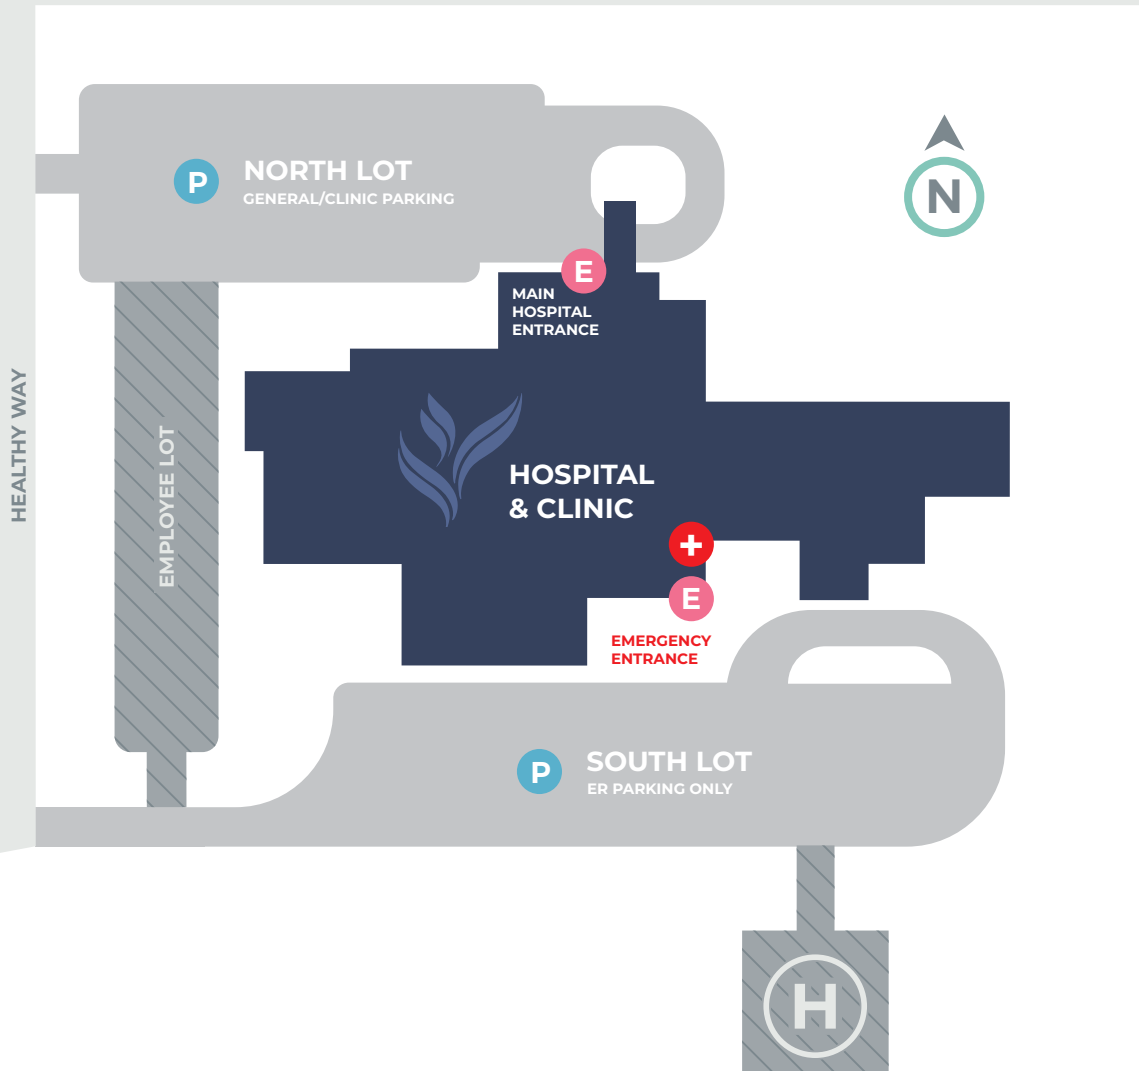 P
NORTH LOT
GENERAL/CLINIC PARKING
N
E
MAIN
HOSPITAL
ENTRANCE
HEALTHY WAY
EMPLOYEE LOT
HOSPITAL
& CLINIC
E
EMERGENCY
ENTRANCE
P
SOUTH LOT
ER PARKING ONLY
H